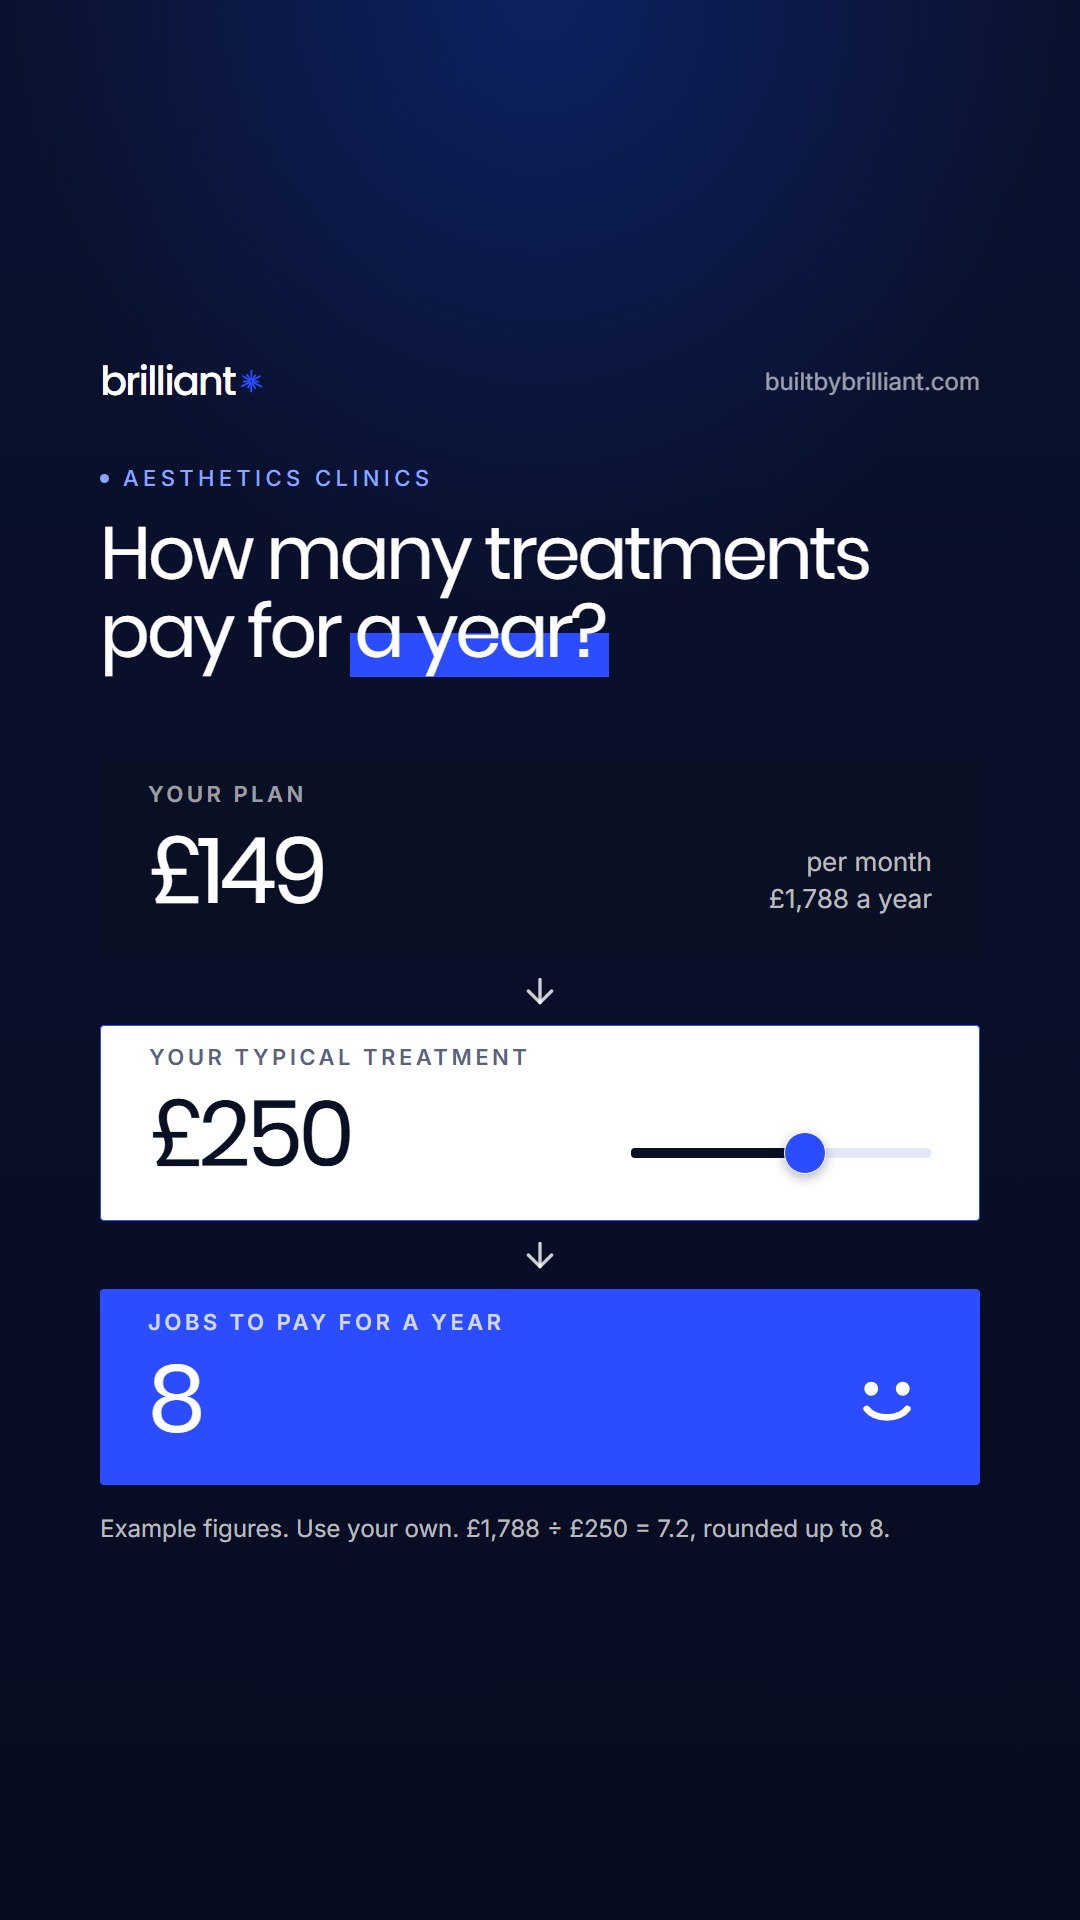 brilliant
builtbybrilliant.com
AESTHETICS CLINICS
How many treatments
pay for a year?
YOUR PLAN
£149
per month
£1,788 a year
YOUR TYPICAL TREATMENT
£250
JOBS TO PAY FOR A YEAR
8
Example figures. Use your own. £1,788 ÷ £250 = 7.2, rounded up to 8.